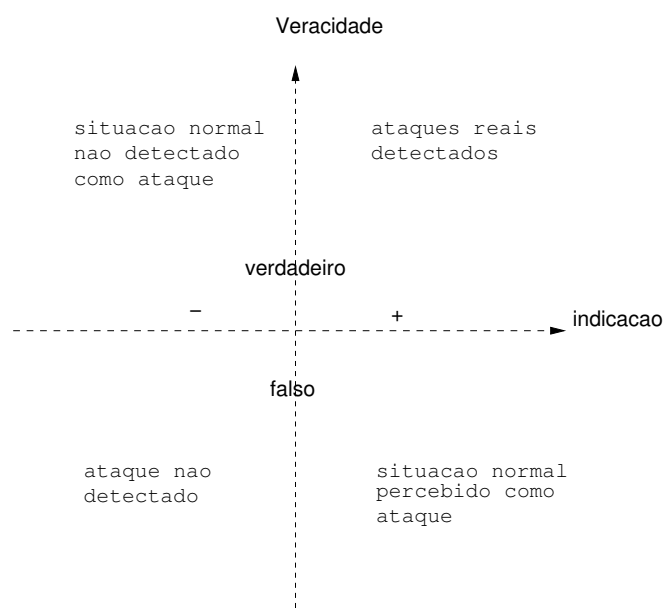 Veracidade
situacao normal
nao detectado
como ataque
ataques reais
detectados
verdadeiro
–
+
indicacao
falso
ataque nao
detectado
situacao normal
percebido como
ataque